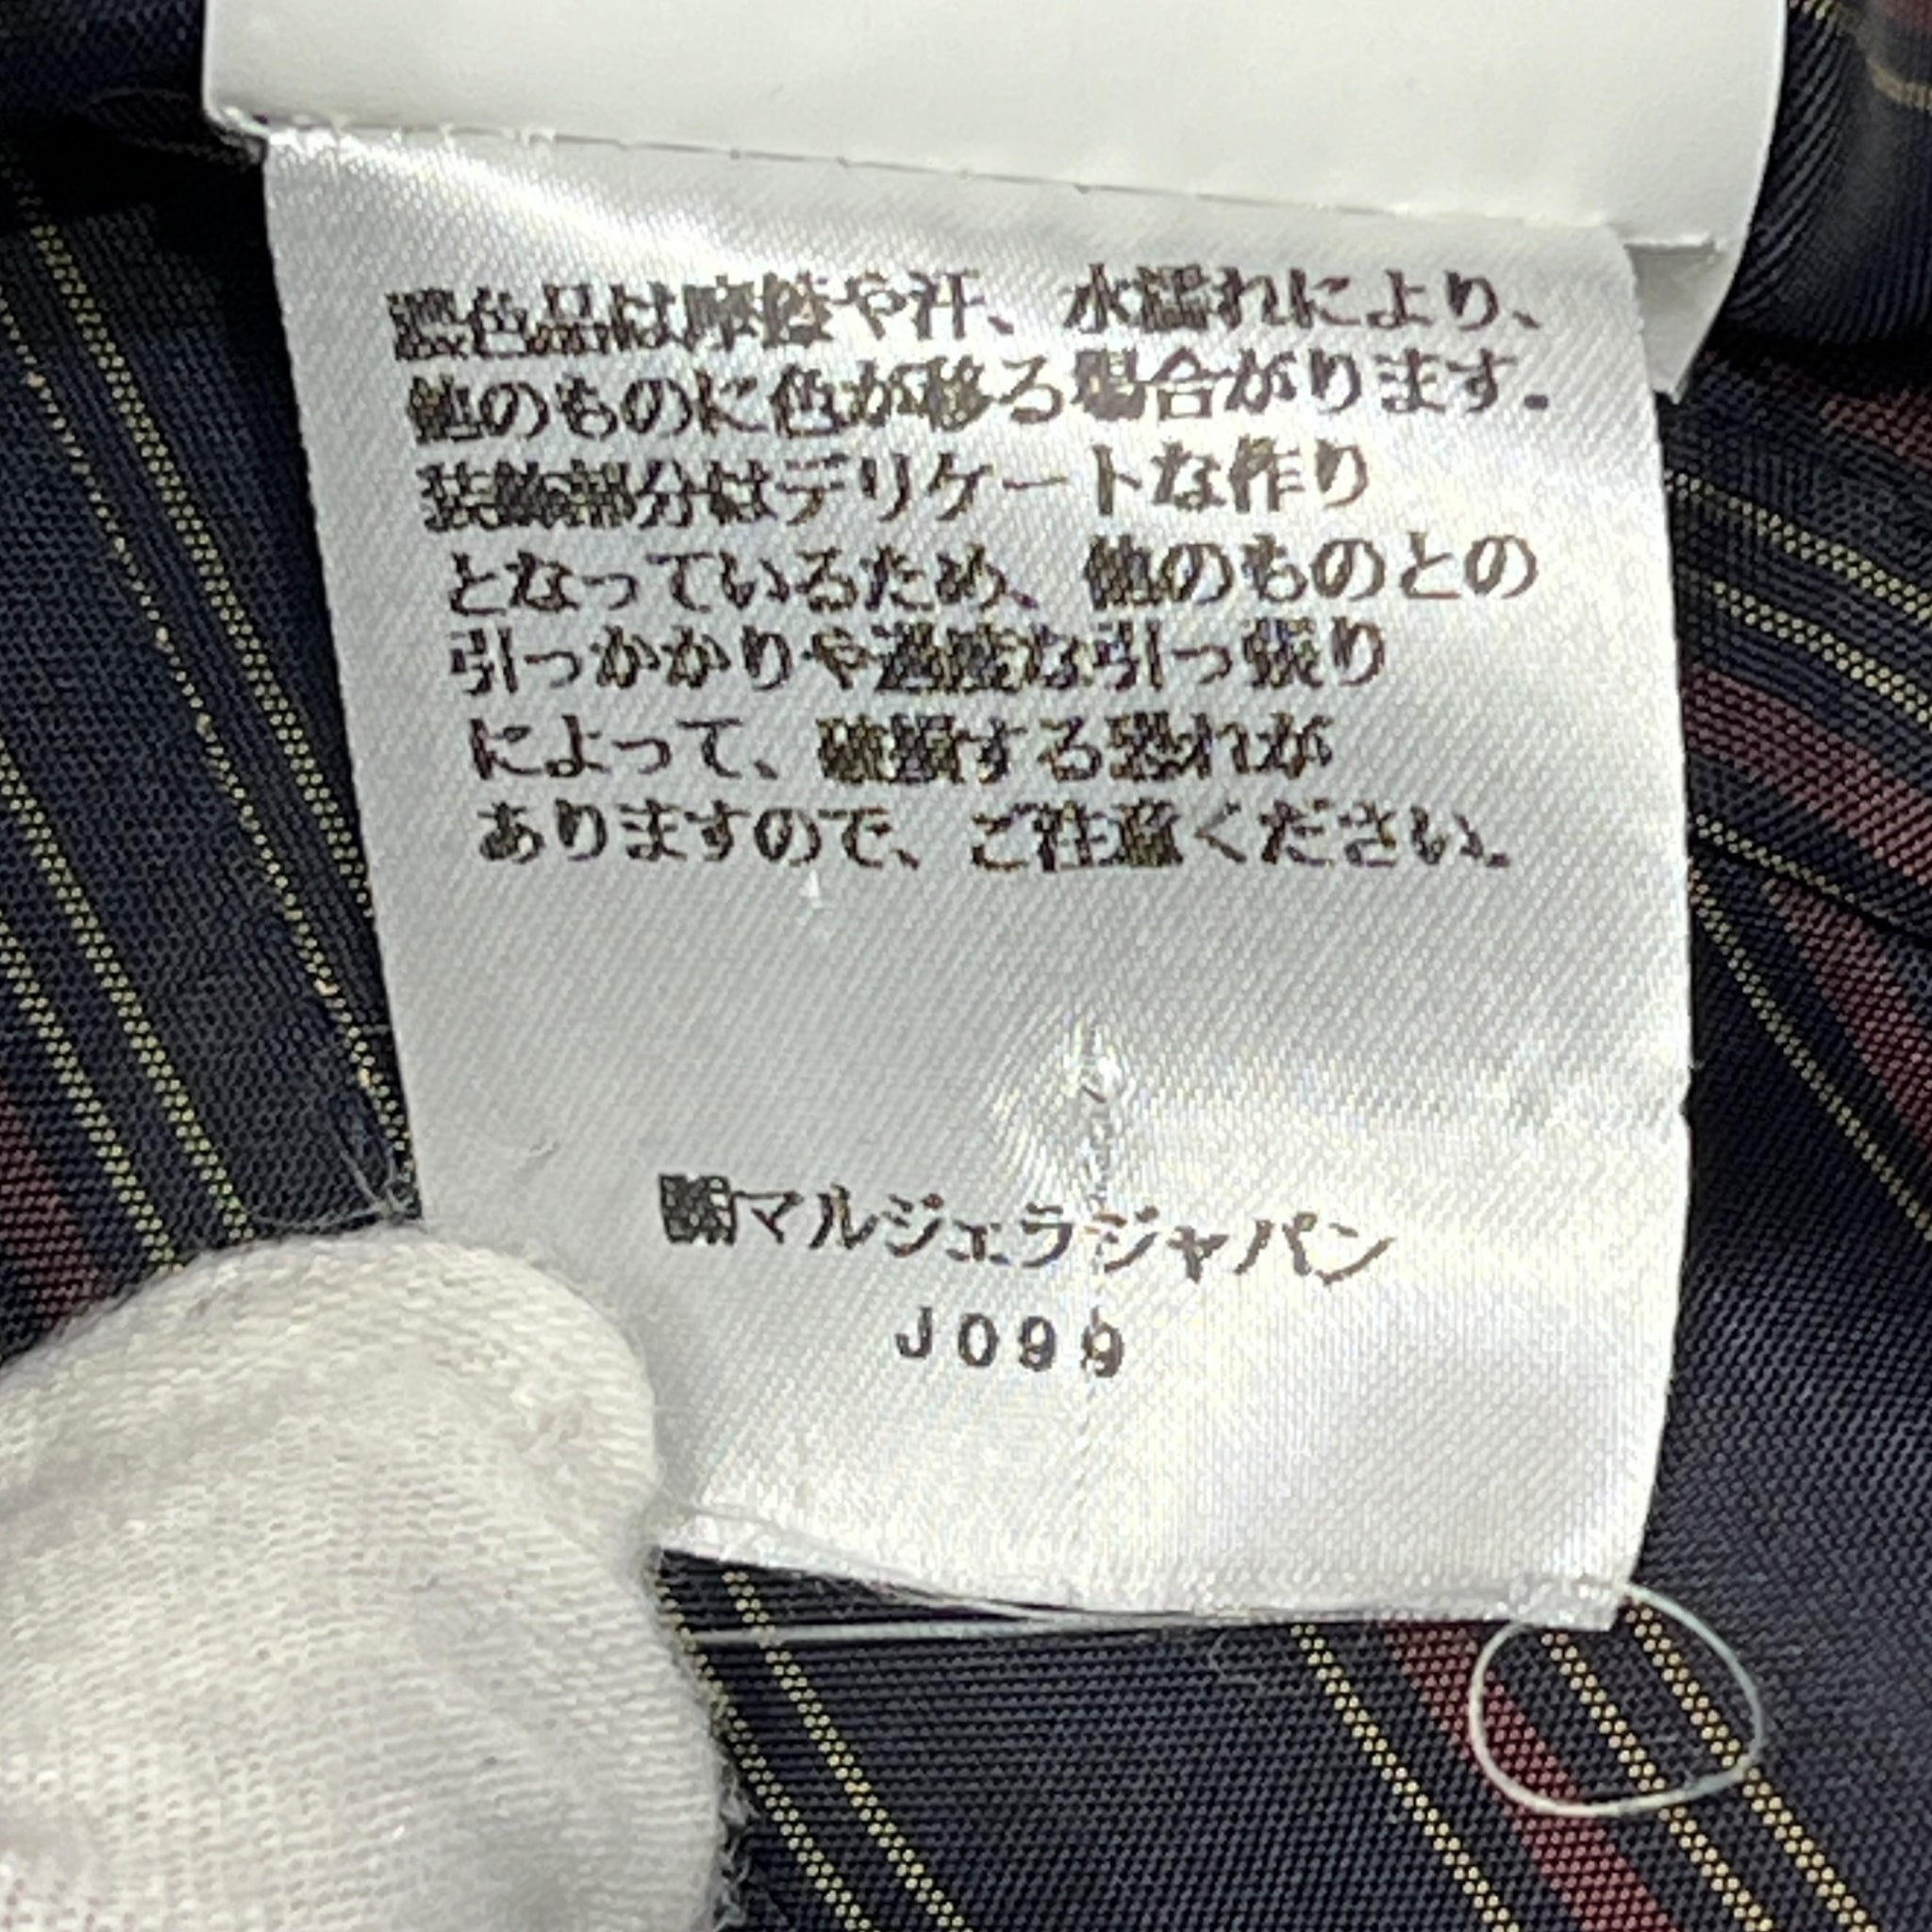 濃色品は摩擦や汗、水濡れにより、
他のものに色が移る場合がります。
装飾部分はデリケートな作り
となっているため、他のものとの
引っかかりや過度な引っ張り
によって、破損する恐れが
ありますので、ご注意ください。
㈱マルジェラジャパン
J099